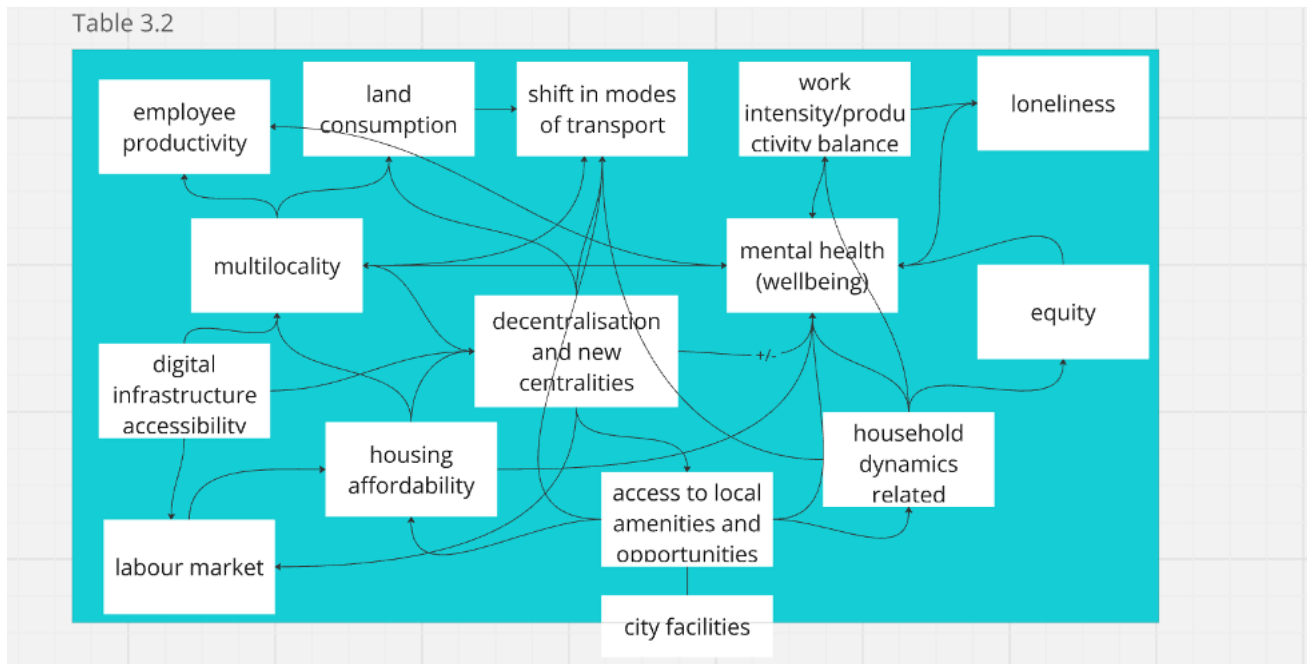 Table 3.2
employee
productivity
land
consumption
shift in modes
of transport
work
intensity/produ
ctivity balance
loneliness
multilocality
mental health
(wellbeing)
equity
decentralisation
and new
centralities
+/-
digital
infrastructure
accessibility
housing
affordability
household
dynamics
related
access to local
amenities and
opportunities
labour market
city facilities